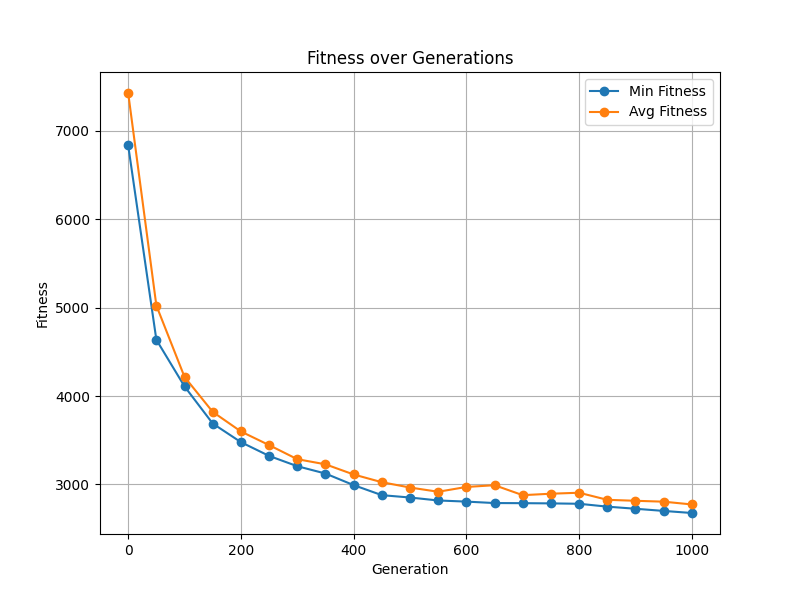 Fitness over Generations
Min Fitness
Avg Fitness
7000
6000
5000
4000
3000
Fitness
0 200 400 600 800 1000
Generation